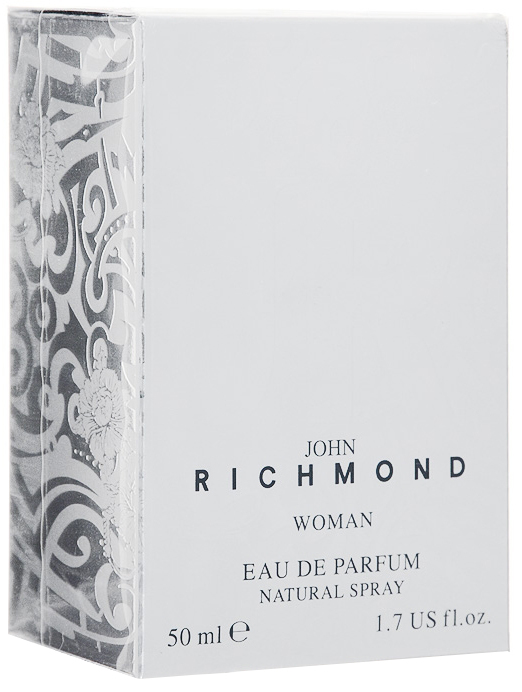 JOHN
RICHMOND
WOMAN
EAU DE PARFUM
NATURAL SPRAY
50 ml ℮ 1.7 US fl.oz.